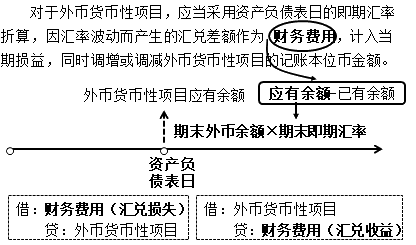 对于外币货币性项目，应当采用资产负债表日的即期汇率
折算，因汇率波动而产生的汇兑差额作为 财务费用，计入当
期损益，同时调增或调减外币货币性项目的记账本位币金额。
外币货币性项目应有余额 应有余额-已有余额
期末外币余额×期末即期汇率
资产负
债表日
借：财务费用（汇兑损失）
贷：外币货币性项目
借：外币货币性项目
贷：财务费用（汇兑收益）